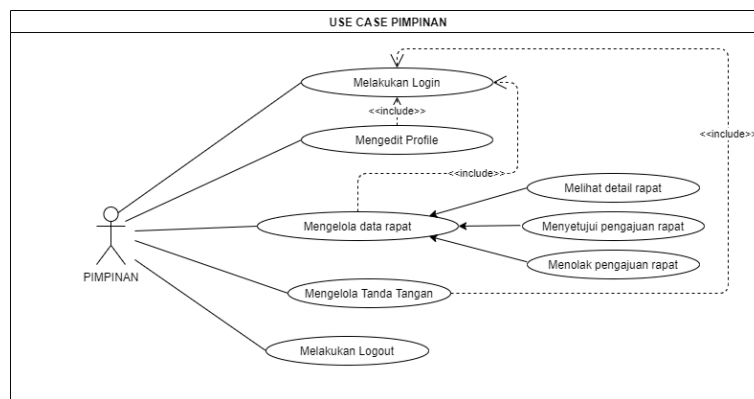 USE CASE PIMPINAN
Melakukan Login
<<include>>
Mengedit Profile
<<include>>
<<include>>
Melihat detail rapat
Mengelola data rapat
Menyetujui pengajuan rapat
Menolak pengajuan rapat
PIMPINAN
Mengelola Tanda Tangan
Melakukan Logout